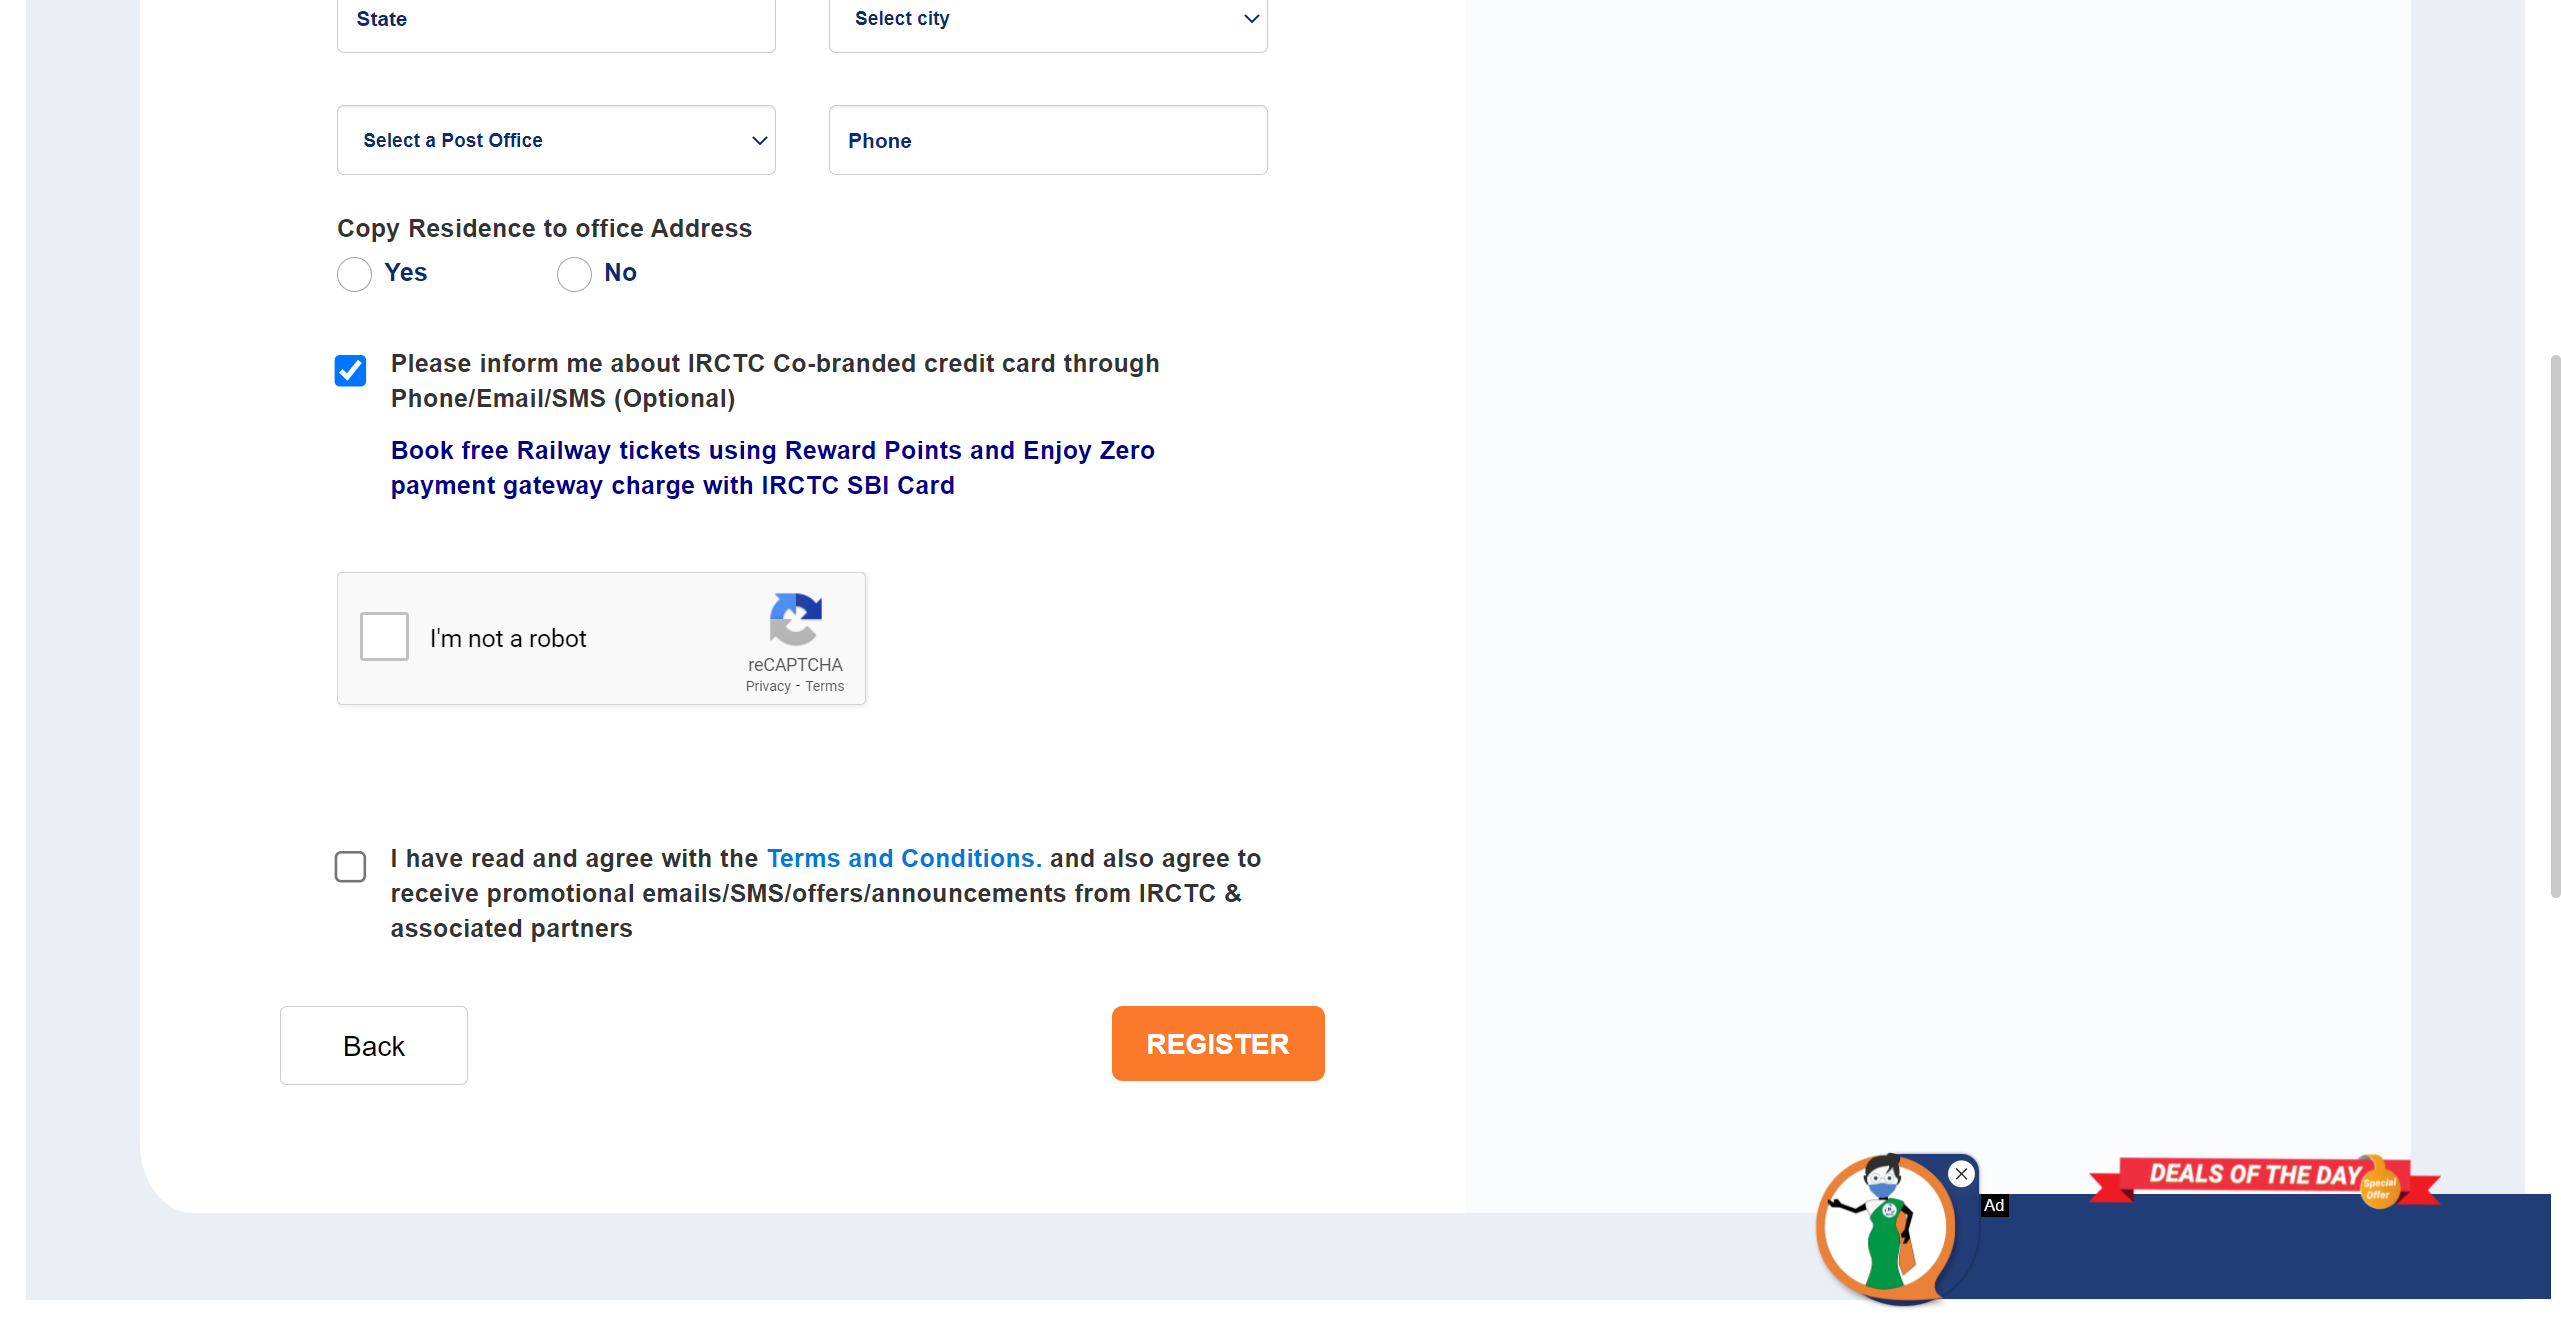 State
Select city
Select a Post Office
Phone
Copy Residence to office Address
Yes
No
Please inform me about IRCTC Co-branded credit card through
Phone/Email/SMS (Optional)
Book free Railway tickets using Reward Points and Enjoy Zero
payment gateway charge with IRCTC SBI Card
I'm not a robot
reCAPTCHA
Privacy - Terms
I have read and agree with the Terms and Conditions. and also agree to
receive promotional emails/SMS/offers/announcements from IRCTC &
associated partners
Back
REGISTER
DEALS OF THE DAY
Special
Offer
Ad